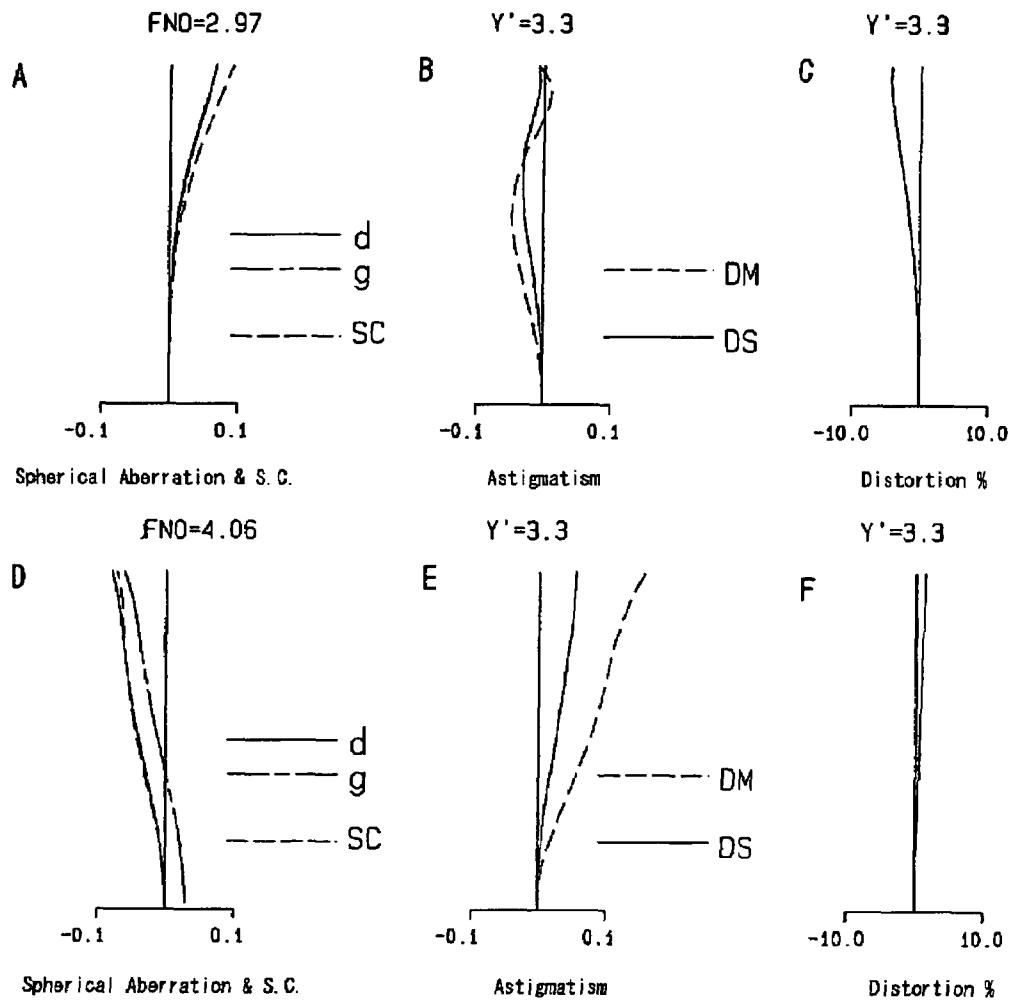 FNO=2.97
Y'=3.3
Y'=3.3
A
B
C
d
g
SC
DM
DS
-0.1 0.1
-0.1 0.1
-10.0 10.0
Spherical Aberration & S.C.
Astigmatism
Distortion %
FNO=4.06
Y'=3.3
Y'=3.3
D
E
F
d
g
SC
DM
DS
-0.1 0.1
-0.1 0.1
-10.0 10.0
Spherical Aberration & S.C.
Astigmatism
Distortion %